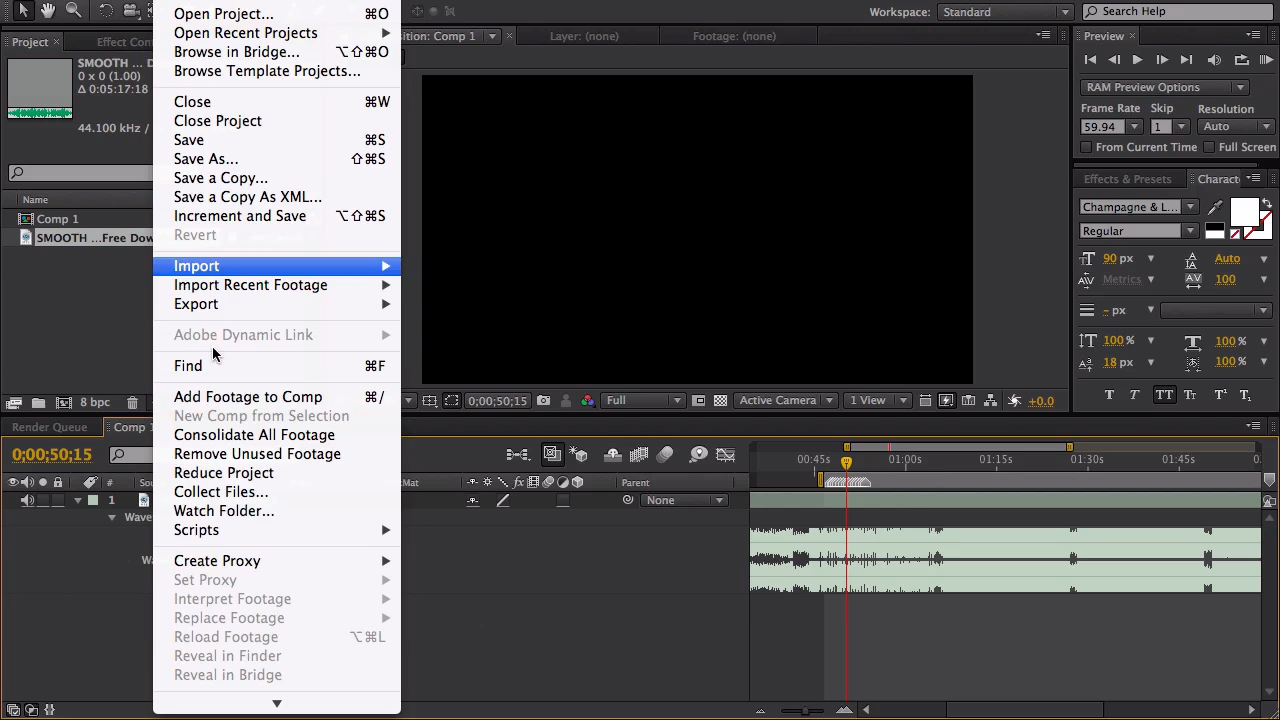 Open Project... ⌘O
Open Recent Projects
Browse in Bridge... ⌥⇧⌘O
Browse Template Projects...
Close ⌘W
Close Project
Save ⌘S
Save As... ⇧⌘S
Save a Copy...
Save a Copy As XML...
Increment and Save ⌥⇧⌘S
Revert
Import
Import Recent Footage
Export
Adobe Dynamic Link
Find ⌘F
Add Footage to Comp ⌘/
New Comp from Selection
Consolidate All Footage
Remove Unused Footage
Reduce Project
Collect Files...
Watch Folder...
Scripts
Create Proxy
Set Proxy
Interpret Footage
Replace Footage
Reload Footage ⌥⌘L
Reveal in Finder
Reveal in Bridge
Project
Effect Cont
SMOOTH ... D
0 x 0 (1.00)
Δ 0:05:17:18
44.100 kHz /
Name
Comp 1
SMOOTH ...Free Dow
8 bpc
sition: Comp 1
Layer: (none)
Footage: (none)
Workspace: Standard
Search Help
0;00;50;15
Full
Active Camera
1 View
+0.0
Preview
RAM Preview Options
Frame Rate Skip Resolution
59.94 1 Auto
From Current Time Full Screen
Effects & Presets
Charact
Champagne & L...
Regular
90 px Auto
Metrics 100
- px
100 % 100 %
18 px 100 %
T T TT Tт T¹ T₁
Render Queue
Comp 1
0;00;50;15
# So
Mat
Parent
1
None
Wave
Wa
00:45s 01:00s 01:15s 01:30s 01:45s